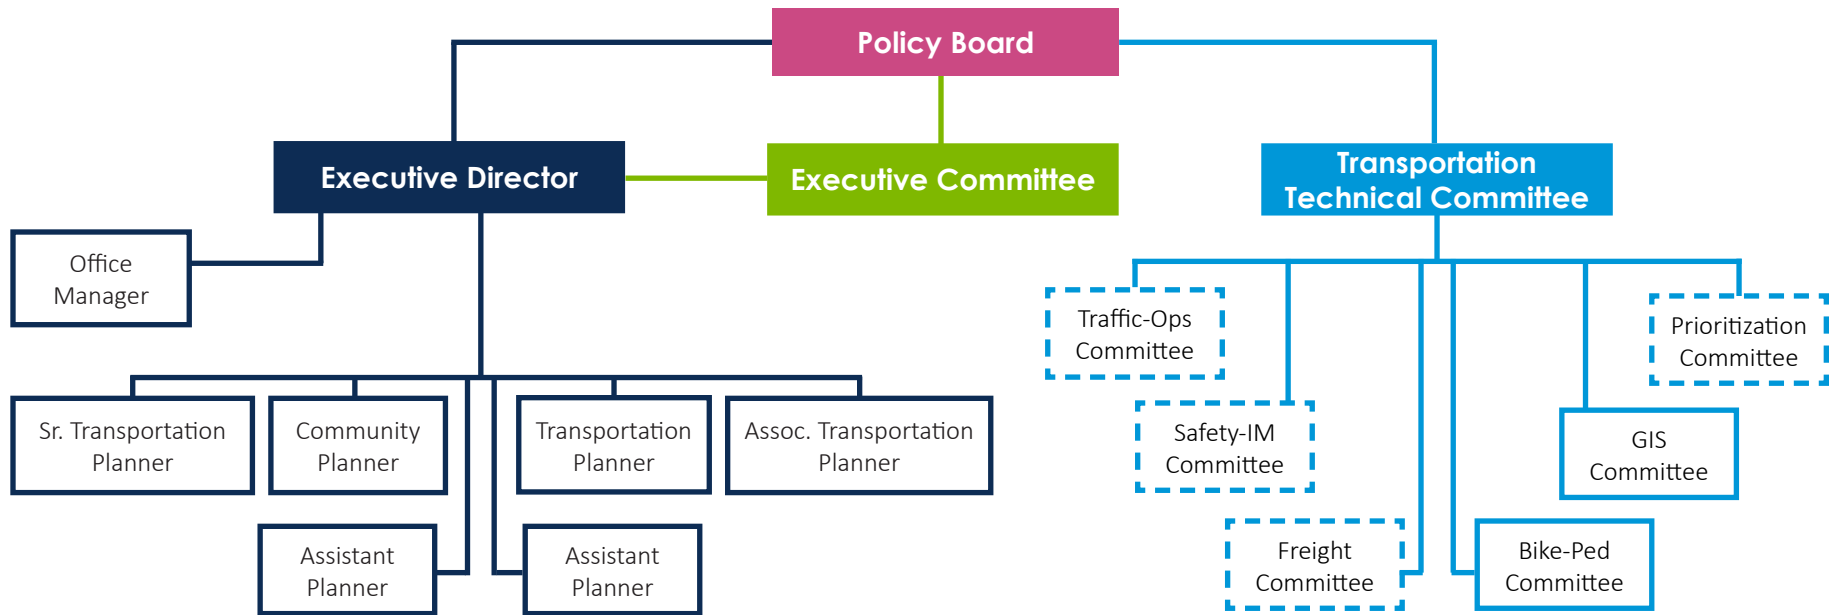 Policy Board
Executive Director
Executive Committee
Transportation
Technical Committee
Office
Manager
Traffic-Ops
Committee
Prioritization
Committee
Sr. Transportation
Planner
Community
Planner
Transportation
Planner
Assoc. Transportation
Planner
Safety-IM
Committee
GIS
Committee
Assistant
Planner
Assistant
Planner
Freight
Committee
Bike-Ped
Committee